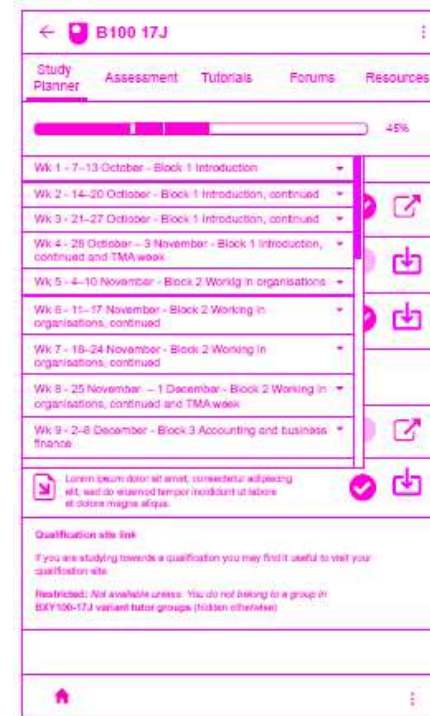 B100 17J
Study
Planner
Assessment
Tutorials
Forums
Resources
45%
Wk 1 - 7–13 October - Block 1 Introduction
Wk 2 - 14–20 October - Block 1 Introduction, continued
Wk 3 - 21–27 October - Block 1 Introduction, continued
Wk 4 - 28 October – 3 November - Block 1 Introduction,
continued and TMA week
Wk 5 - 4–10 November - Block 2 Workig in organisations
Wk 6 - 11–17 November - Block 2 Working in
organisations, continued
Wk 7 - 18–24 November - Block 2 Working in
organisations, continued
Wk 8 - 25 November – 1 December - Block 2 Working in
organisations, continued and TMA week
Wk 9 - 2–8 December - Block 3 Accounting and business
finance
Lorem ipsum dolor sit amet, consectetur adipiscing
elit, sed do eiusmod tempor incididunt ut labore
et dolore magna aliqua.
Qualification site link
If you are studying towards a qualification you may find it useful to visit your
qualification site.
Restricted: Not available unless: You do not belong to a group in
BXY100-17J variant tutor groups (hidden otherwise)